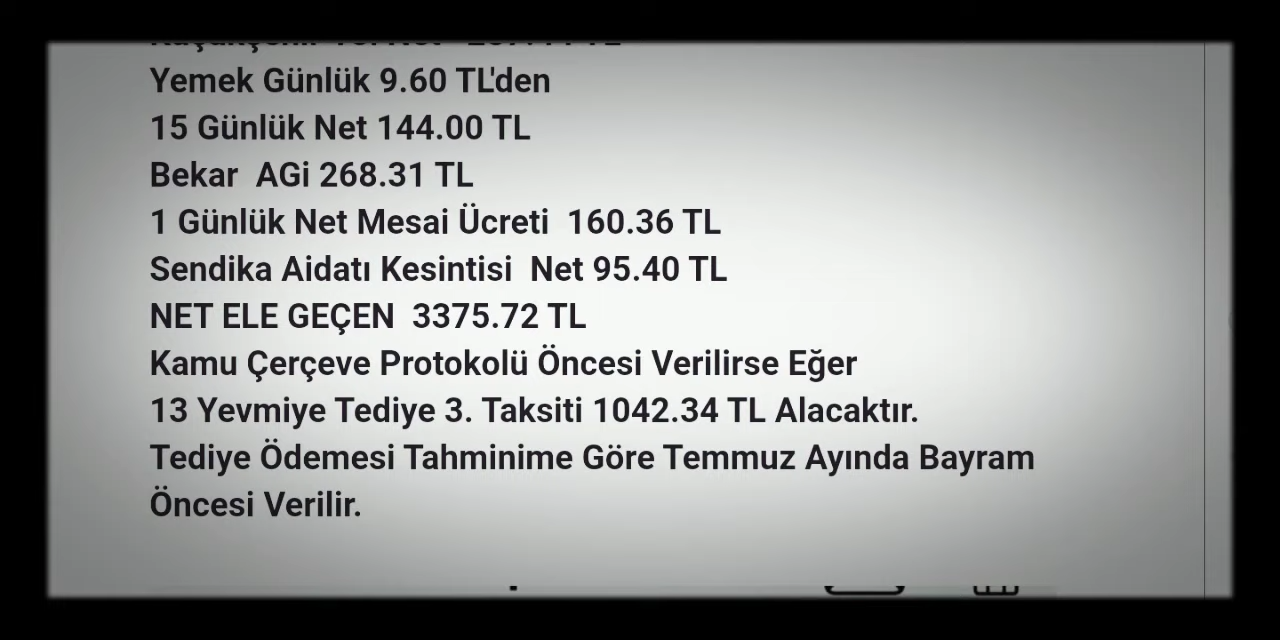 Yemek Günlük 9.60 TL'den
15 Günlük Net 144.00 TL
Bekar  AGi 268.31 TL
1 Günlük Net Mesai Ücreti  160.36 TL
Sendika Aidatı Kesintisi  Net 95.40 TL
NET ELE GEÇEN  3375.72 TL
Kamu Çerçeve Protokolü Öncesi Verilirse Eğer
13 Yevmiye Tediye 3. Taksiti 1042.34 TL Alacaktır.
Tediye Ödemesi Tahminime Göre Temmuz Ayında Bayram
Öncesi Verilir.